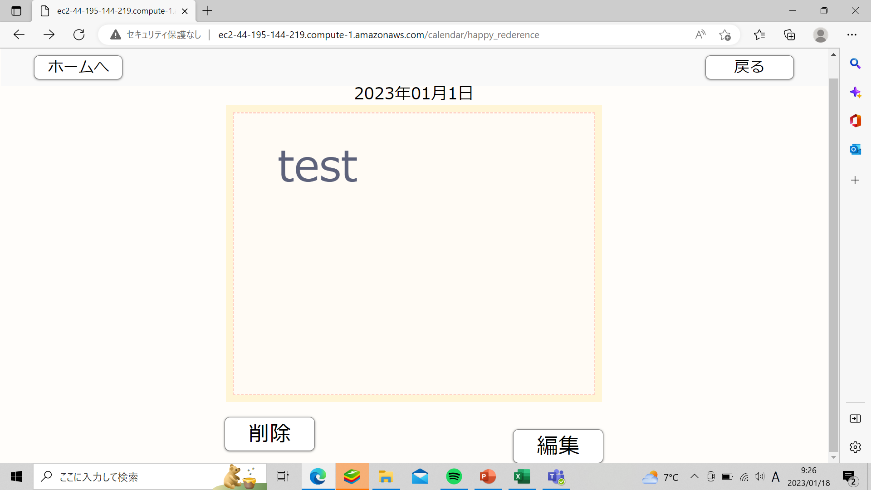 ec2-44-195-144-219.compute-1.
セキュリティ保護なし
ec2-44-195-144-219.compute-1.amazonaws.com/calendar/happy_rederence
ホームへ
戻る
2023年01月1日
test
削除
編集
ここに入力して検索
7°C
A
9:26
2023/01/18
2